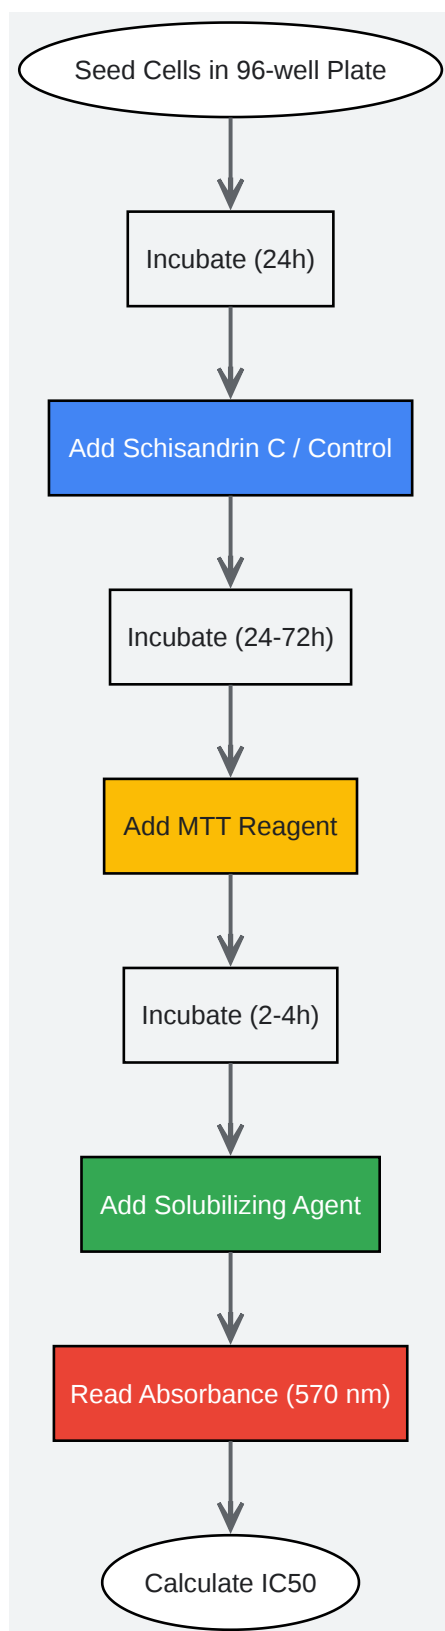 Seed Cells in 96-well Plate
Incubate (24h)
Add Schisandrin C / Control
Incubate (24-72h)
Add MTT Reagent
Incubate (2-4h)
Add Solubilizing Agent
Read Absorbance (570 nm)
Calculate IC50